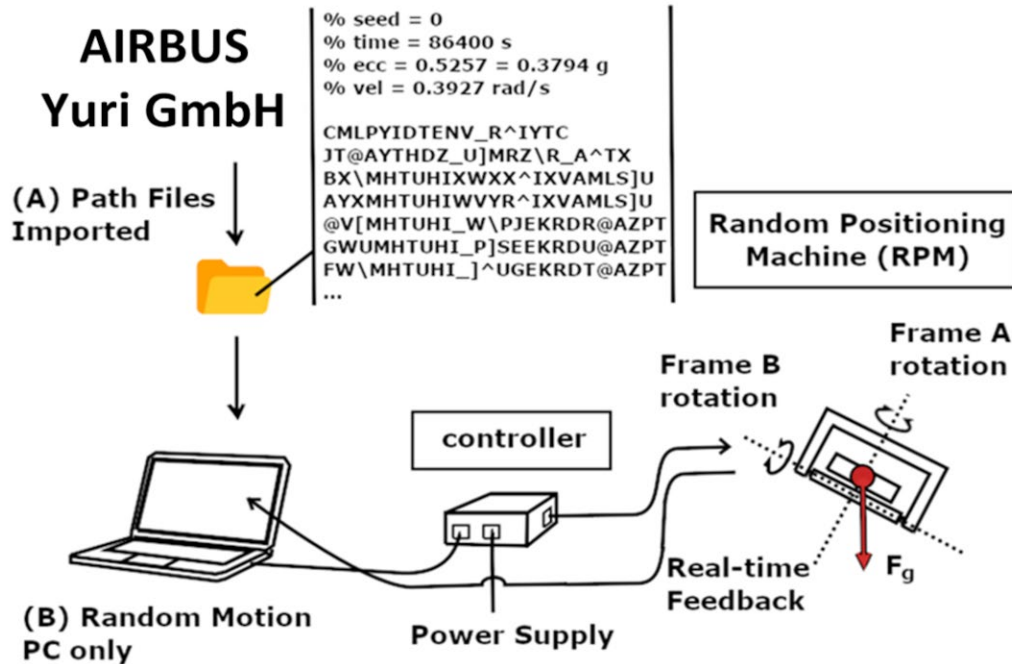 AIRBUS
Yuri GmbH
(A) Path Files
Imported
% seed = 0
% time = 86400 s
% ecc = 0.5257 = 0.3794 g
% vel = 0.3927 rad/s
CMLPYIDTENV_R^IYTC
JT@AYTHDZ_U]MRZ\R_A^TX
BX\MHTUHIXWXX^IXVAMLS]U
AYXMHTUHIWVYR^IXVAMLS]U
@V[MHTUHI_W\PJEKRDR@AZPT
GWUMHTUHI_P]SEEKRDU@AZPT
FW\MHTUHI_]^UGEKRDT@AZPT
...
Random Positioning
Machine (RPM)
Frame A
rotation
Frame B
rotation
controller
Real-time
Feedback
Fg
(B) Random Motion
PC only
Power Supply